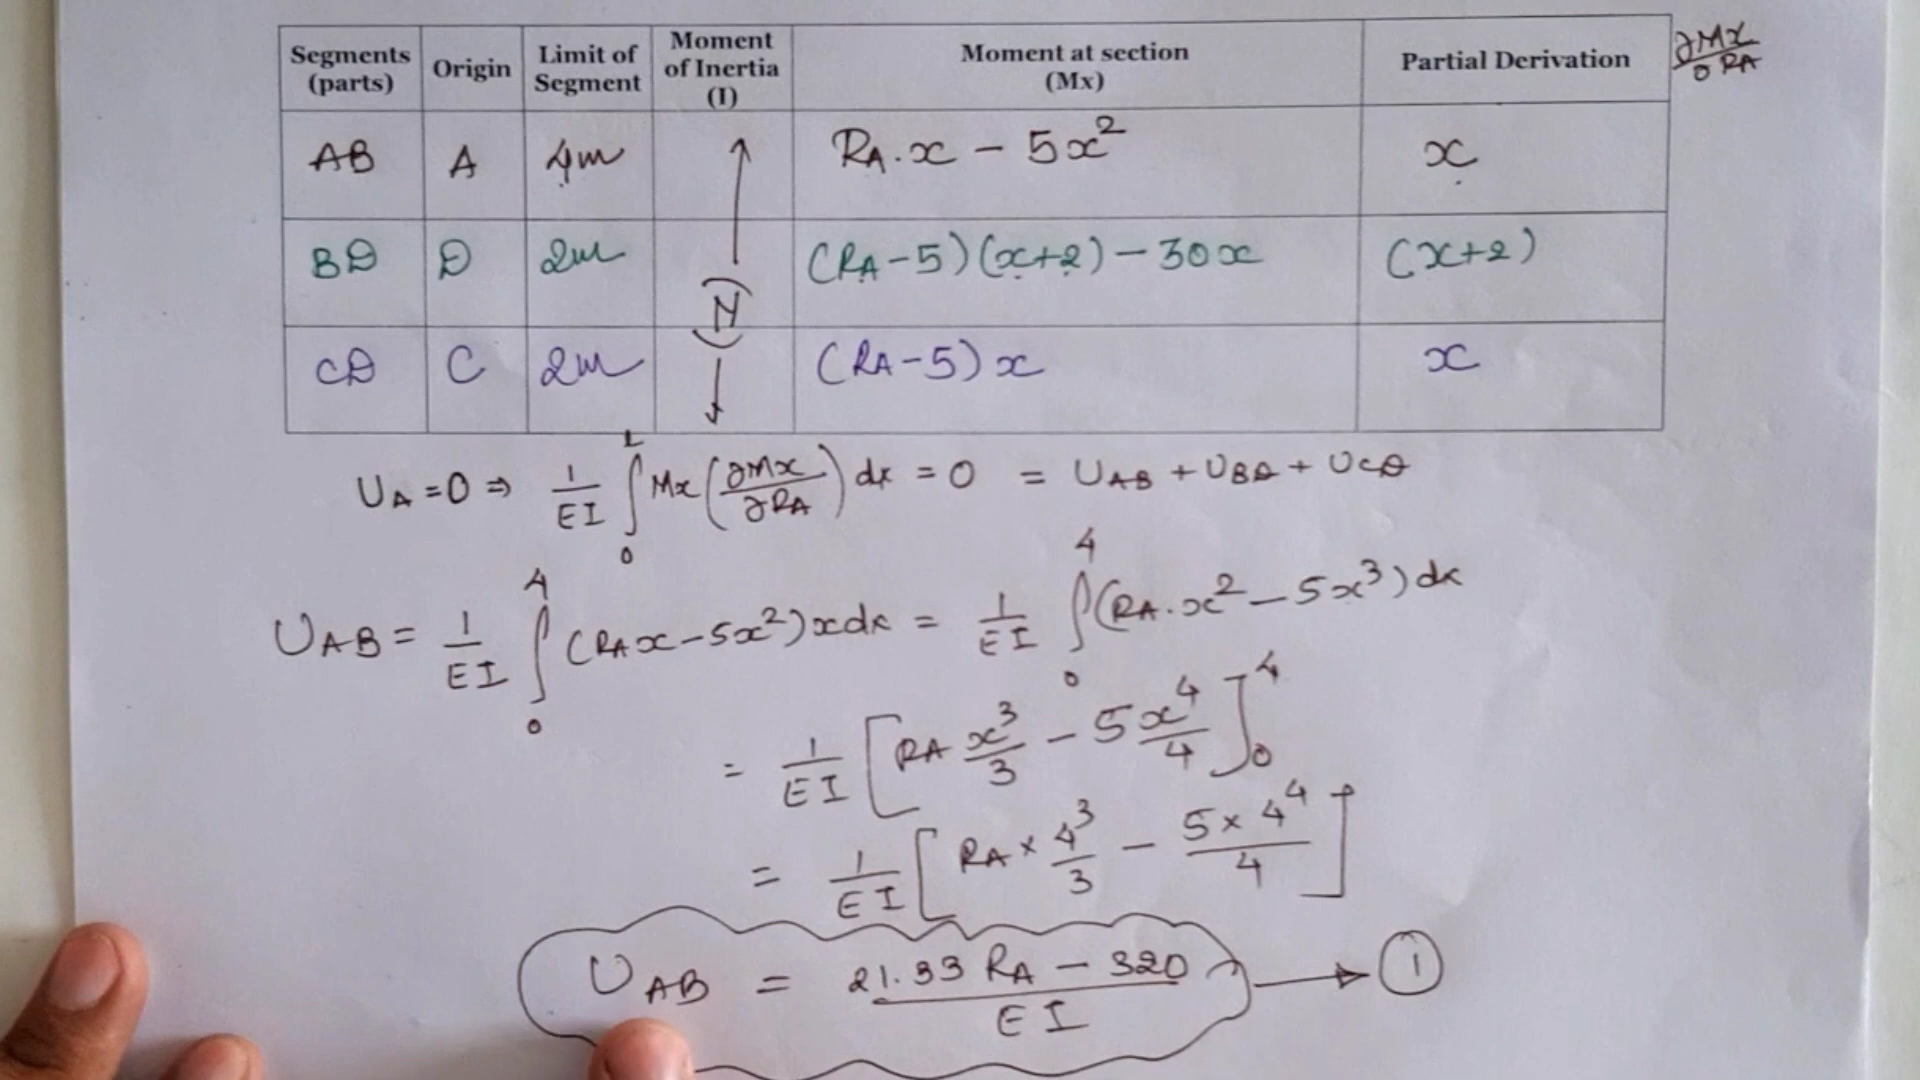 Segments (parts) | Origin | Limit of Segment | Moment of Inertia (I) | Moment at section (Mx) | Partial Derivation | ∂Mx/∂RA
AB | A | 4m | RA.x − 5x² | x
BD | D | 2m | (I) | (RA−5)(x+2) − 30x | (x+2)
CD | C | 2m | (RA−5)x | x
UA = 0 ⇒ 1/EI ∫₀ᴸ Mx (∂Mx/∂RA) dx = 0 = UAB + UBD + UCD
UAB = 1/EI ∫₀⁴ (RAx − 5x²) x dx = 1/EI ∫₀⁴ (RA.x² − 5x³) dx
= 1/EI [RA x³/3 − 5x⁴/4]₀⁴
= 1/EI [RA × 4³/3 − 5×4⁴/4]
UAB = 21.33 RA − 320 / EI → ①